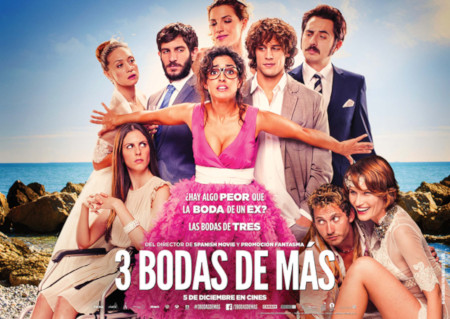 ¿HAY ALGO PEOR QUE
LA BODA DE UN EX?
LAS BODAS DE TRES
DEL DIRECTOR DE SPANISH MOVIE Y PROMOCIÓN FANTASMA
3 BODAS DE MÁS
5 DE DICIEMBRE EN CINES